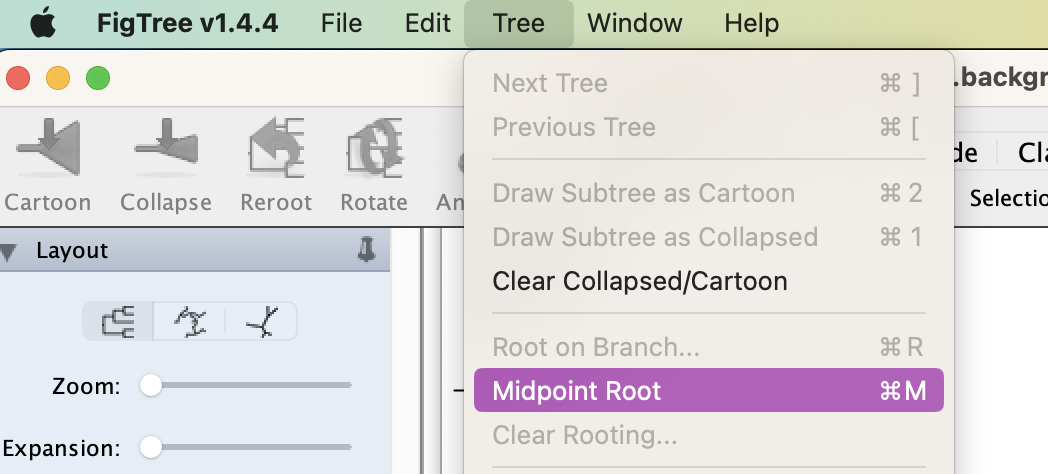 FigTree v1.4.4 File Edit Tree Window Help
.backgr
Next Tree ⌘ ]
Previous Tree ⌘ [
Draw Subtree as Cartoon ⌘ 2
Draw Subtree as Collapsed ⌘ 1
Clear Collapsed/Cartoon
Root on Branch... ⌘ R
Midpoint Root ⌘ M
Clear Rooting...
Cartoon Collapse Reroot Rotate An
de Cla
Selectio
Layout
Zoom:
Expansion: